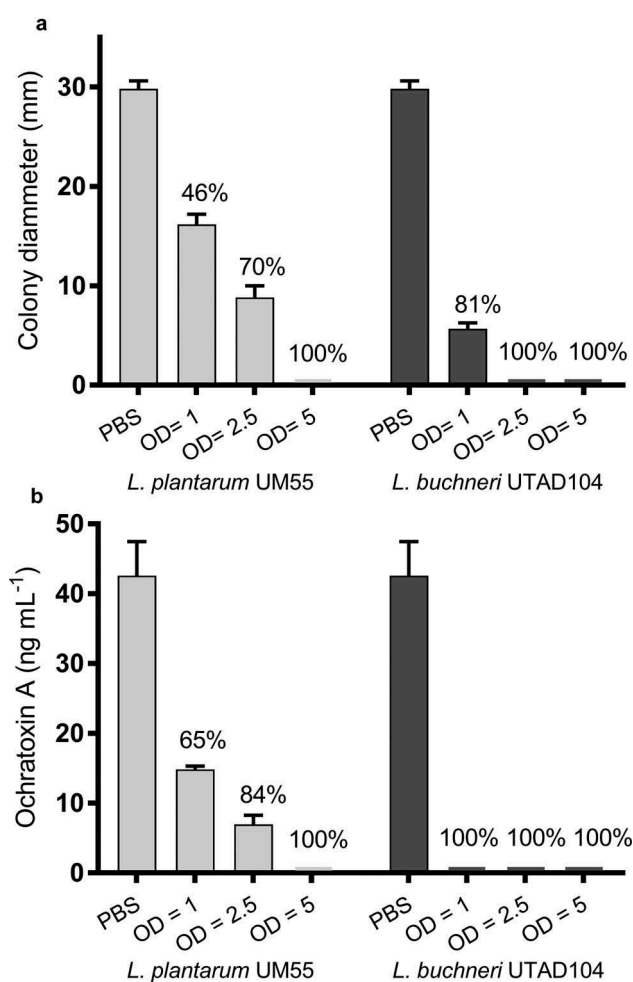 a
Colony diammeter (mm)
30
20
10
0
46%
70%
100%
81%
100%
100%
PBS
OD= 1
OD= 2.5
OD= 5
PBS
OD= 1
OD= 2.5
OD= 5
L. plantarum UM55
L. buchneri UTAD104
b
Ochratoxin A (ng mL⁻¹)
50
40
30
20
10
0
65%
84%
100%
100%
100%
100%
PBS
OD = 1
OD = 2.5
OD = 5
PBS
OD = 1
OD = 2.5
OD = 5
L. plantarum UM55
L. buchneri UTAD104